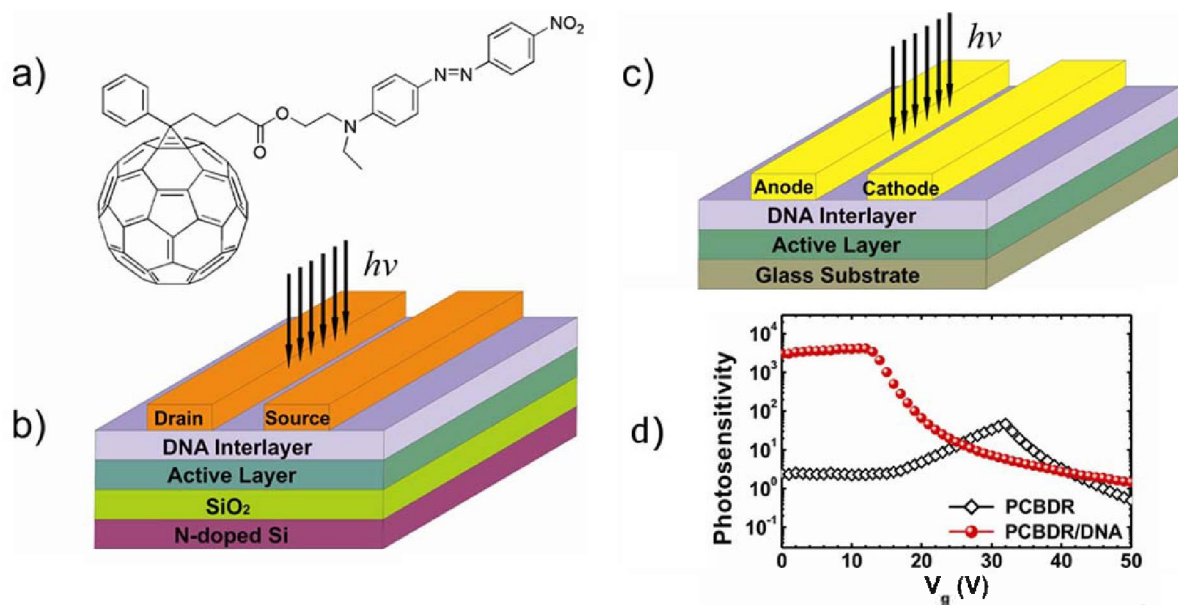 a)
NO2
N=N
O
N
O
hν
b)
Drain
Source
DNA Interlayer
Active Layer
SiO2
N-doped Si
c)
hν
Anode
Cathode
DNA Interlayer
Active Layer
Glass Substrate
d)
Photosensitivity
10^4
10^3
10^2
10^1
10^0
10^-1
PCBDR
PCBDR/DNA
0 10 20 30 40 50
Vg (V)